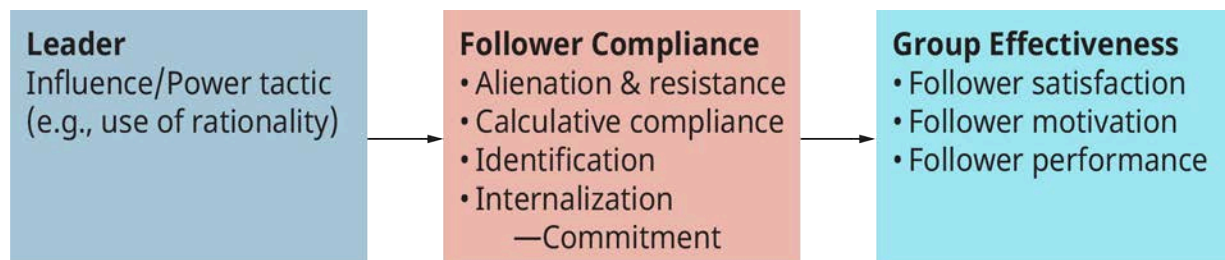 Leader
Influence/Power tactic
(e.g., use of rationality)
Follower Compliance
• Alienation & resistance
• Calculative compliance
• Identification
• Internalization
—Commitment
Group Effectiveness
• Follower satisfaction
• Follower motivation
• Follower performance